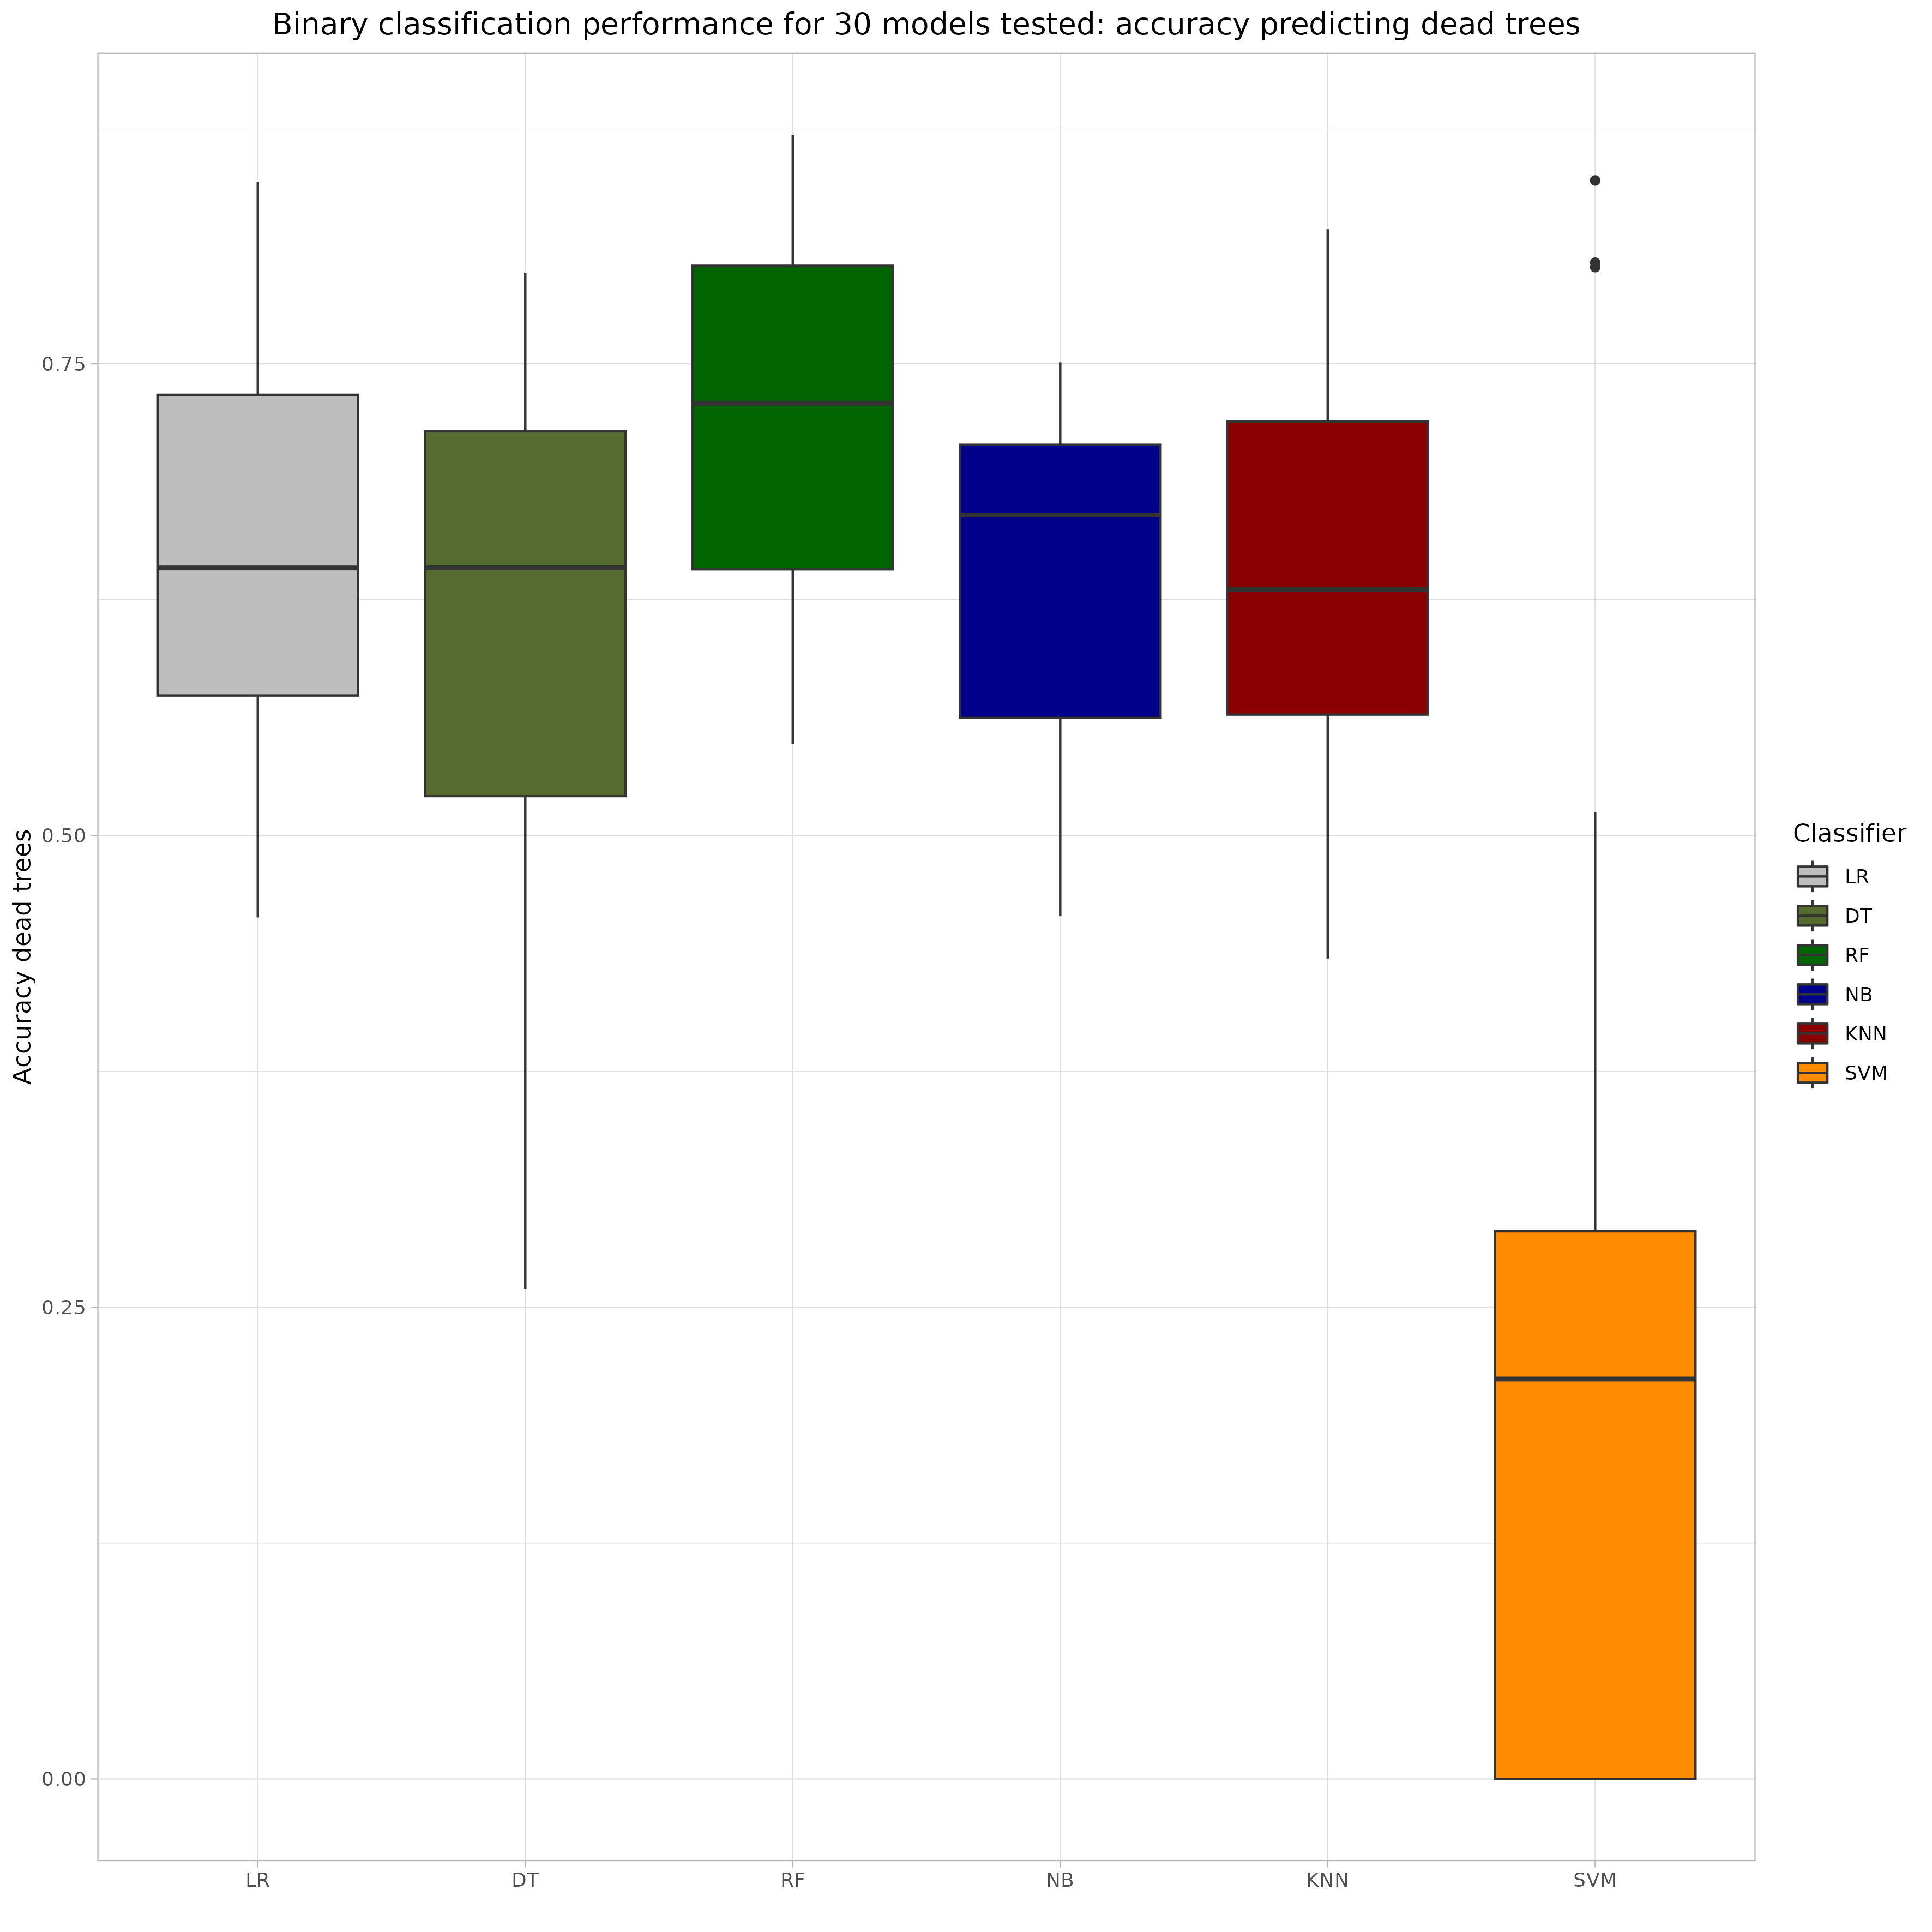 Binary classification performance for 30 models tested: accuracy predicting dead trees
Accuracy dead trees
0.75
0.50
0.25
0.00
LR
DT
RF
NB
KNN
SVM
Classifier
LR
DT
RF
NB
KNN
SVM